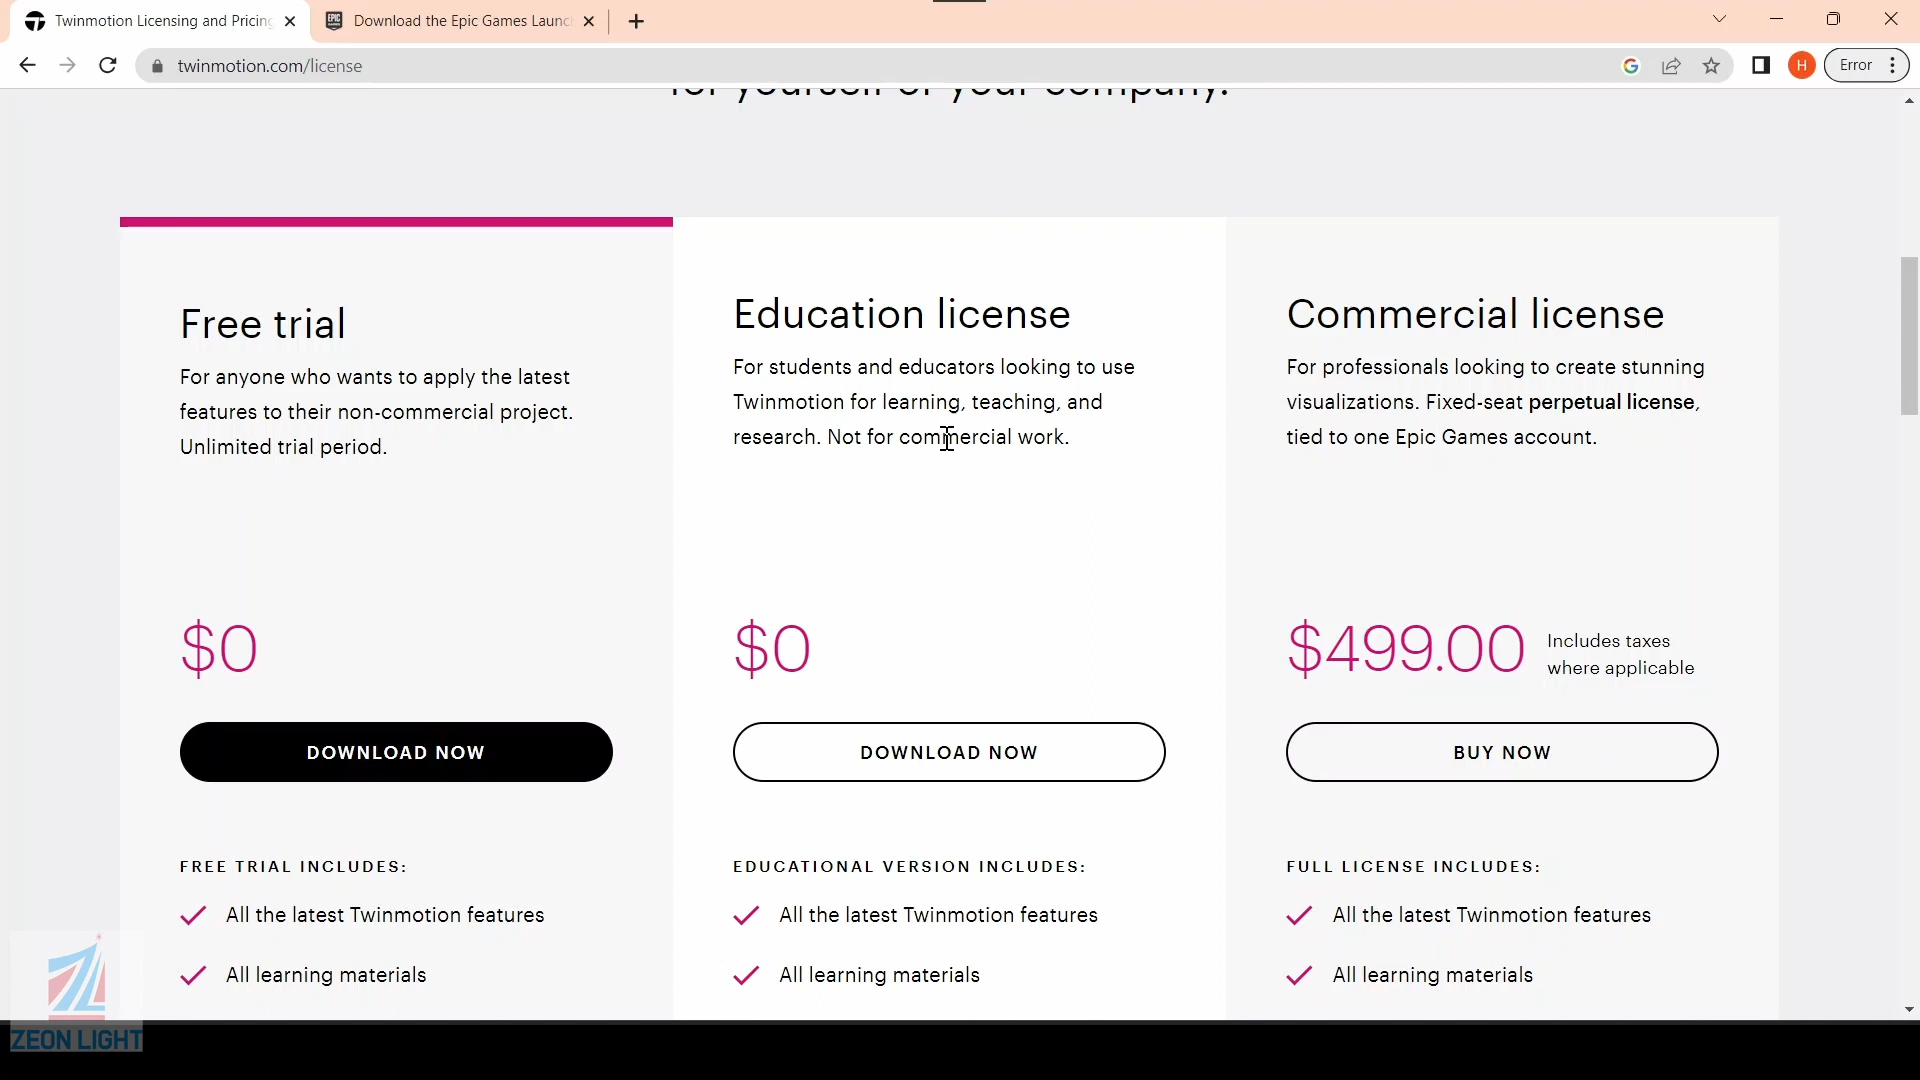 Twinmotion Licensing and Pricing
Download the Epic Games Launc
twinmotion.com/license
H
Error
for yourself or your company.
Free trial
For anyone who wants to apply the latest
features to their non-commercial project.
Unlimited trial period.
$0
DOWNLOAD NOW
FREE TRIAL INCLUDES:
All the latest Twinmotion features
All learning materials
Education license
For students and educators looking to use
Twinmotion for learning, teaching, and
research. Not for commercial work.
$0
DOWNLOAD NOW
EDUCATIONAL VERSION INCLUDES:
All the latest Twinmotion features
All learning materials
Commercial license
For professionals looking to create stunning
visualizations. Fixed-seat perpetual license,
tied to one Epic Games account.
$499.00
Includes taxes
where applicable
BUY NOW
FULL LICENSE INCLUDES:
All the latest Twinmotion features
All learning materials
ZEON LIGHT